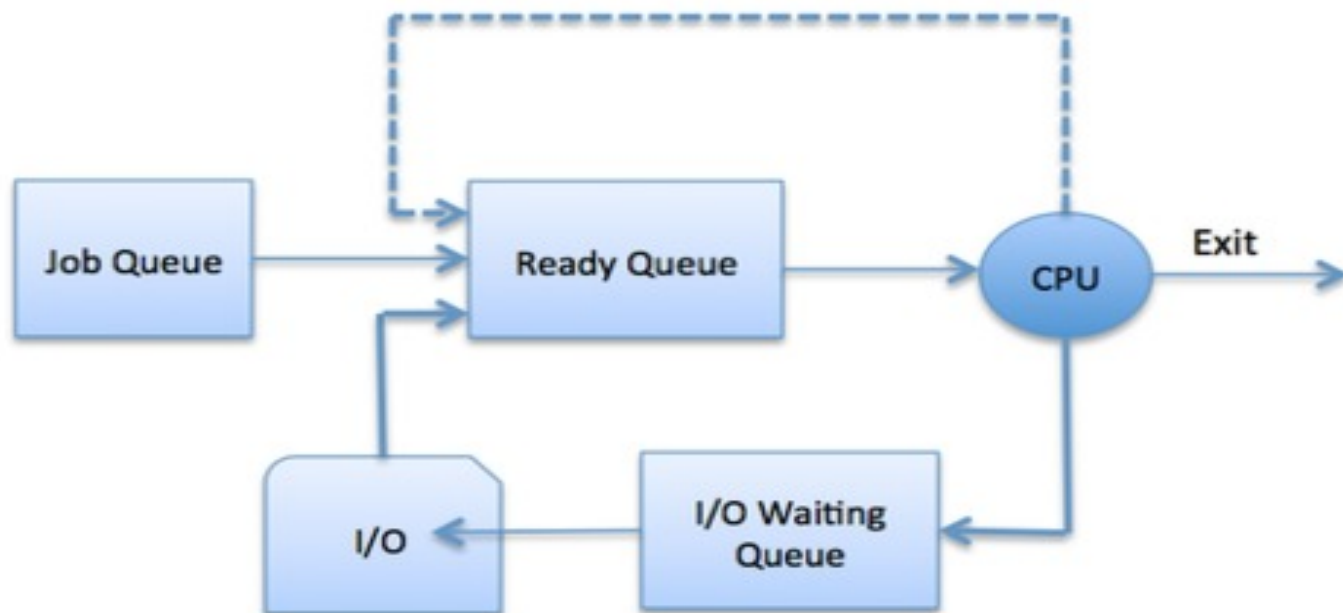 Job Queue
Ready Queue
CPU
Exit
I/O
I/O Waiting
Queue